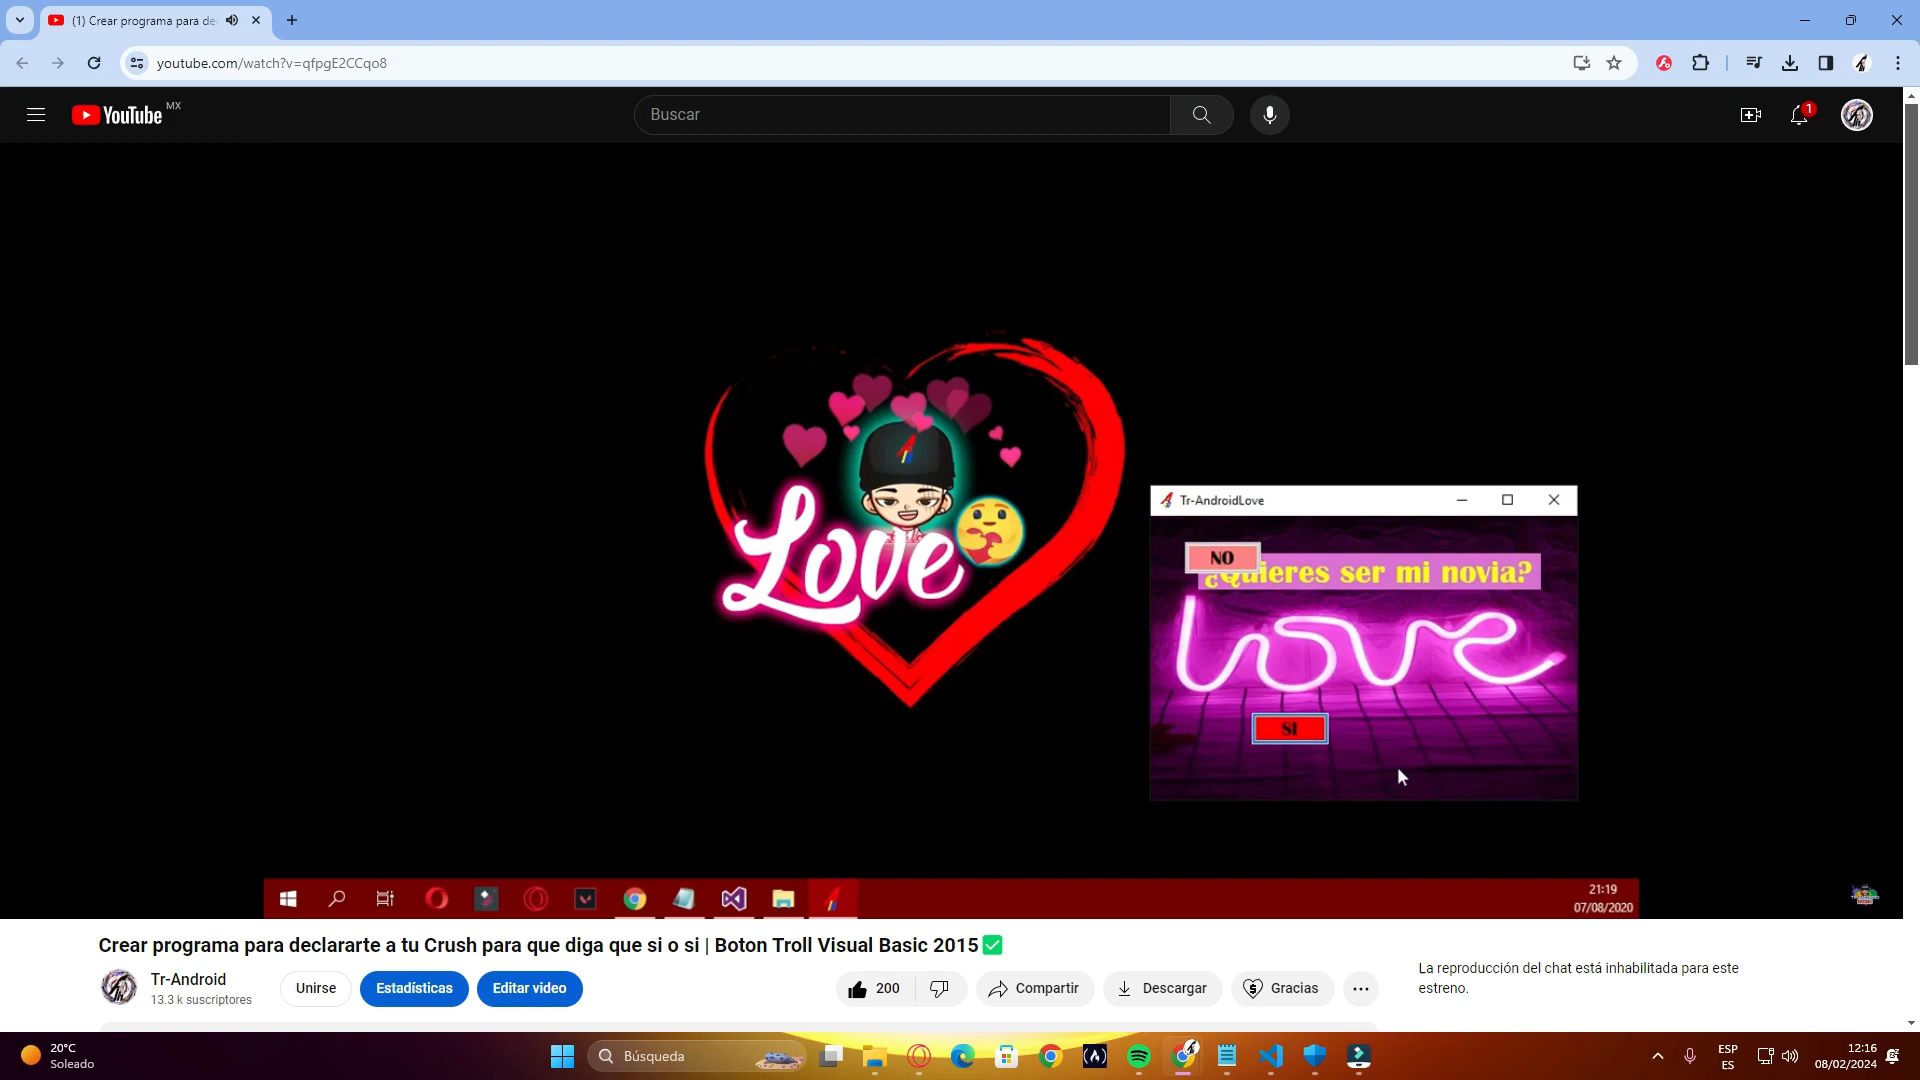 (1) Crear programa para de
youtube.com/watch?v=qfpgE2CCqo8
YouTube MX
Buscar
1
Love
Tr-AndroidLove
NO
¿Quieres ser mi novia?
love
SI
21:19
07/08/2020
Crear programa para declararte a tu Crush para que diga que si o si | Boton Troll Visual Basic 2015✅
Tr-Android
13.3 k suscriptores
Unirse
Estadísticas
Editar video
200
Compartir
Descargar
Gracias
La reproducción del chat está inhabilitada para este
estreno.
20°C
Soleado
Búsqueda
ESP
ES
12:16
08/02/2024